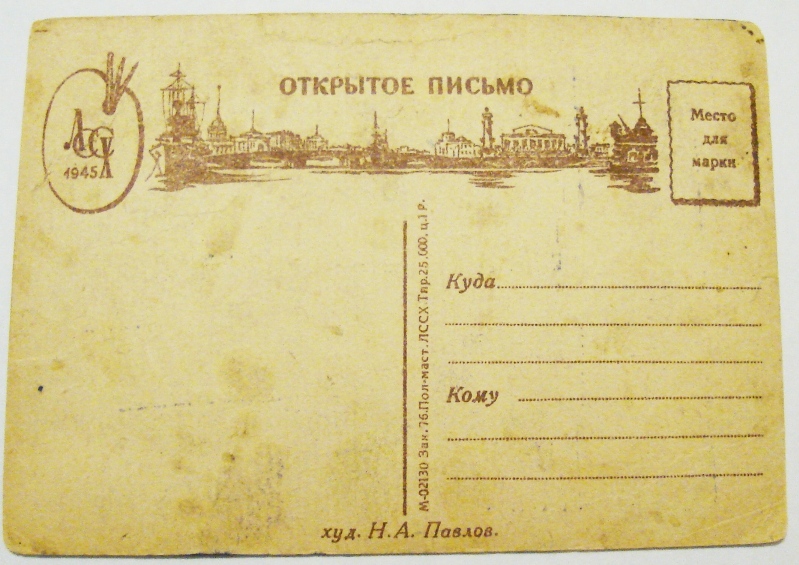 ОТКРЫТОЕ ПИСЬМО
ЛССХ
1945
Место
для
марки
М-02130 Зак. 76. Пол-маст. ЛССХ. Тир. 25,000, ц. 1 р.
Куда
Кому
худ. Н.А. Павлов.